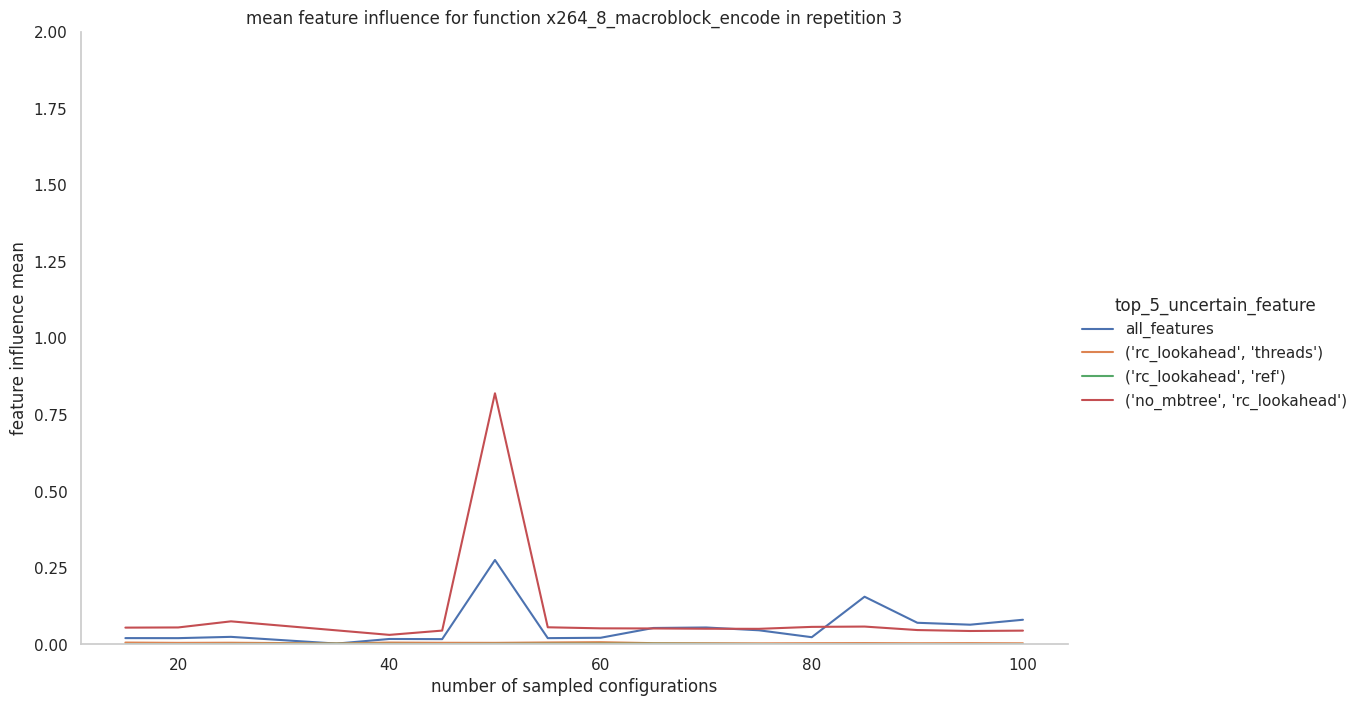 mean feature influence for function x264_8_macroblock_encode in repetition 3
2.00
1.75
1.50
1.25
1.00
0.75
0.50
0.25
0.00
feature influence mean
20
40
60
80
100
number of sampled configurations
top_5_uncertain_feature
all_features
('rc_lookahead', 'threads')
('rc_lookahead', 'ref')
('no_mbtree', 'rc_lookahead')